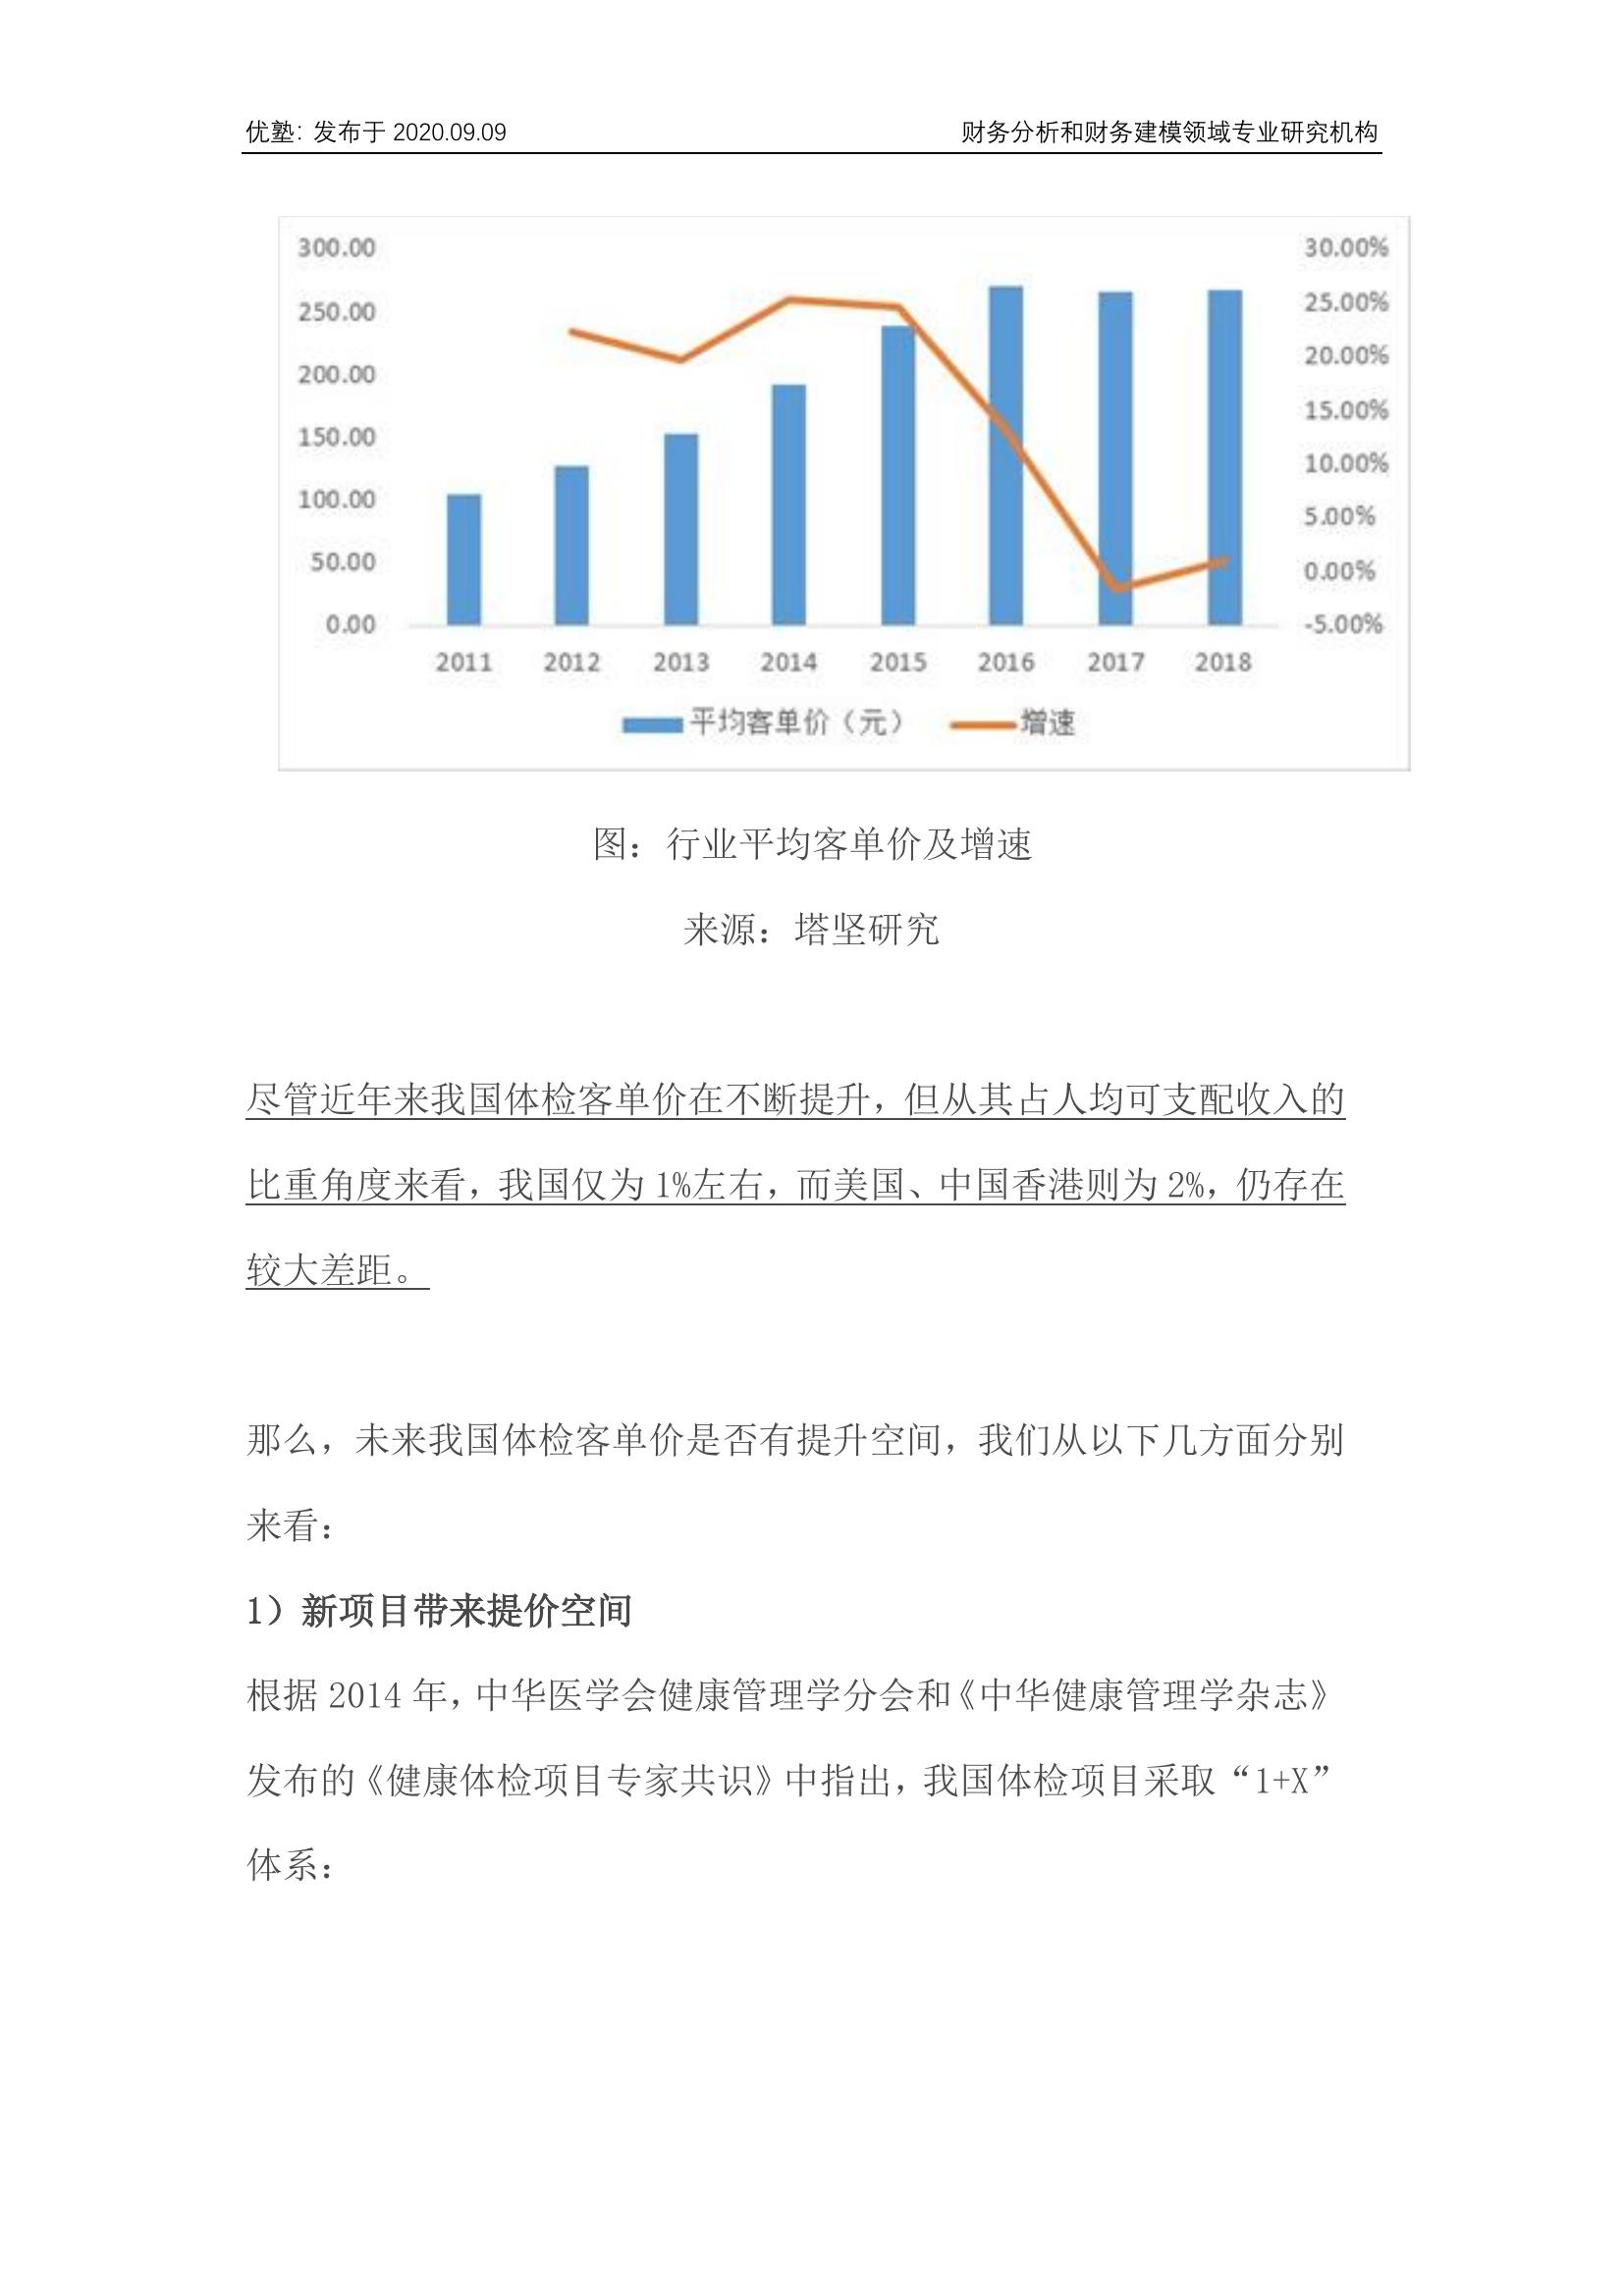 优塾：发布于 2020.09.09 财务分析和财务建模领域专业研究机构
300.00
250.00
200.00
150.00
100.00
50.00
0.00
30.00%
25.00%
20.00%
15.00%
10.00%
5.00%
0.00%
-5.00%
2011 2012 2013 2014 2015 2016 2017 2018
平均客单价（元） 增速
图：行业平均客单价及增速
来源：塔坚研究
尽管近年来我国体检客单价在不断提升，但从其占人均可支配收入的
比重角度来看，我国仅为 1%左右，而美国、中国香港则为 2%，仍存在
较大差距。
那么，未来我国体检客单价是否有提升空间，我们从以下几方面分别
来看：
1）新项目带来提价空间
根据 2014 年，中华医学会健康管理学分会和《中华健康管理学杂志》
发布的《健康体检项目专家共识》中指出，我国体检项目采取“1+X”
体系：